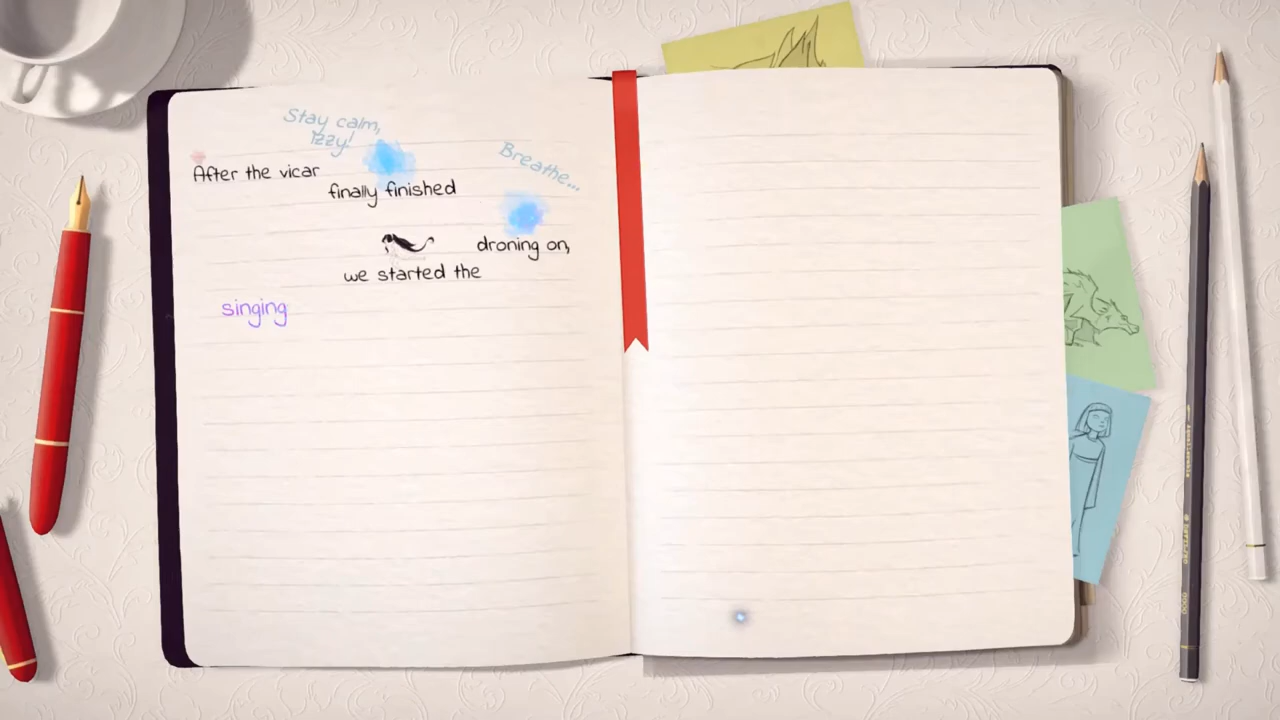 Stay calm,
Izzy!
Breathe...
After the vicar
finally finished
droning on,
we started the
singing